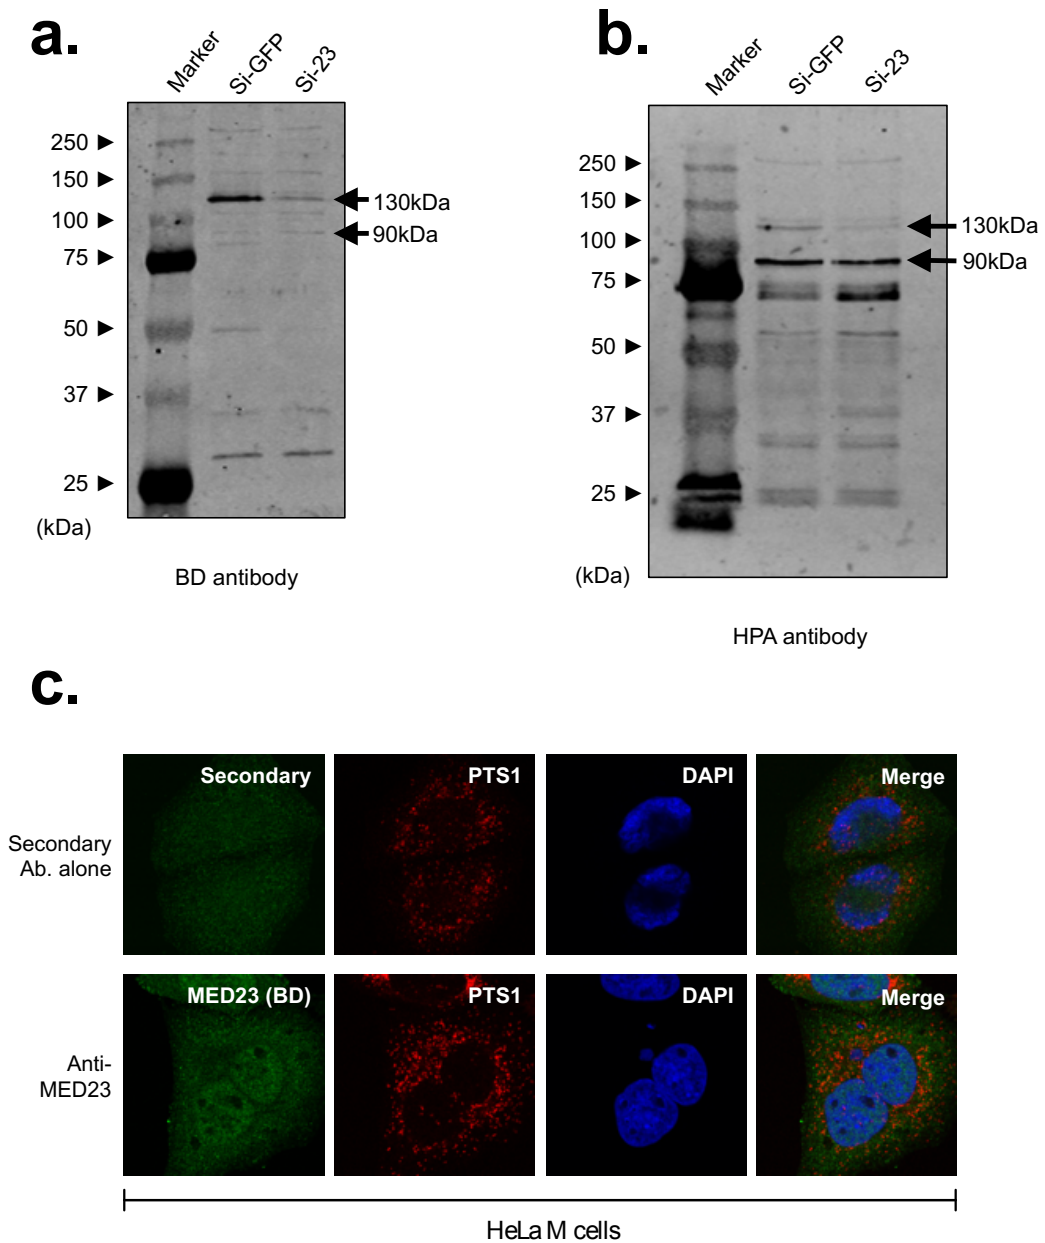 a.
Marker
Si-GFP
Si-23
250
150
100
75
50
37
25
(kDa)
130kDa
90kDa
BD antibody
b.
Marker
Si-GFP
Si-23
250
150
100
75
50
37
25
(kDa)
130kDa
90kDa
HPA antibody
c.
Secondary
Ab. alone
Secondary
PTS1
DAPI
Merge
Anti-
MED23
MED23 (BD)
PTS1
DAPI
Merge
HeLa M cells